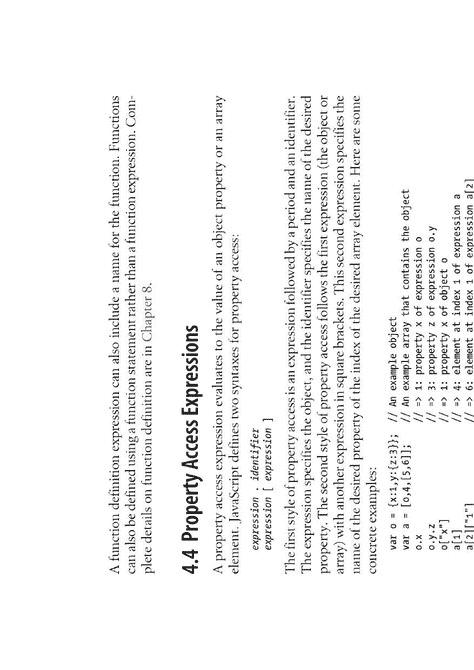 A function definition expression can also include a name for the function. Functions
can also be defined using a function statement rather than a function expression. Com-
plete details on function definition are in Chapter 8.
4.4 Property Access Expressions
A property access expression evaluates to the value of an object property or an array
element. JavaScript defines two syntaxes for property access:
expression . identifier
expression [ expression ]
The first style of property access is an expression followed by a period and an identifier.
The expression specifies the object, and the identifier specifies the name of the desired
property. The second style of property access follows the first expression (the object or
array) with another expression in square brackets. This second expression specifies the
name of the desired property of the index of the desired array element. Here are some
concrete examples:
var o = {x:1,y:{z:3}}; // An example object
var a = [o,4,[5,6]]; // An example array that contains the object
o.x // => 1: property x of expression o
o.y.z // => 3: property z of expression o.y
o["x"] // => 1: property x of object o
a[1] // => 4: element at index 1 of expression a
a[2]["1"] // => 6: element at index 1 of expression a[2]